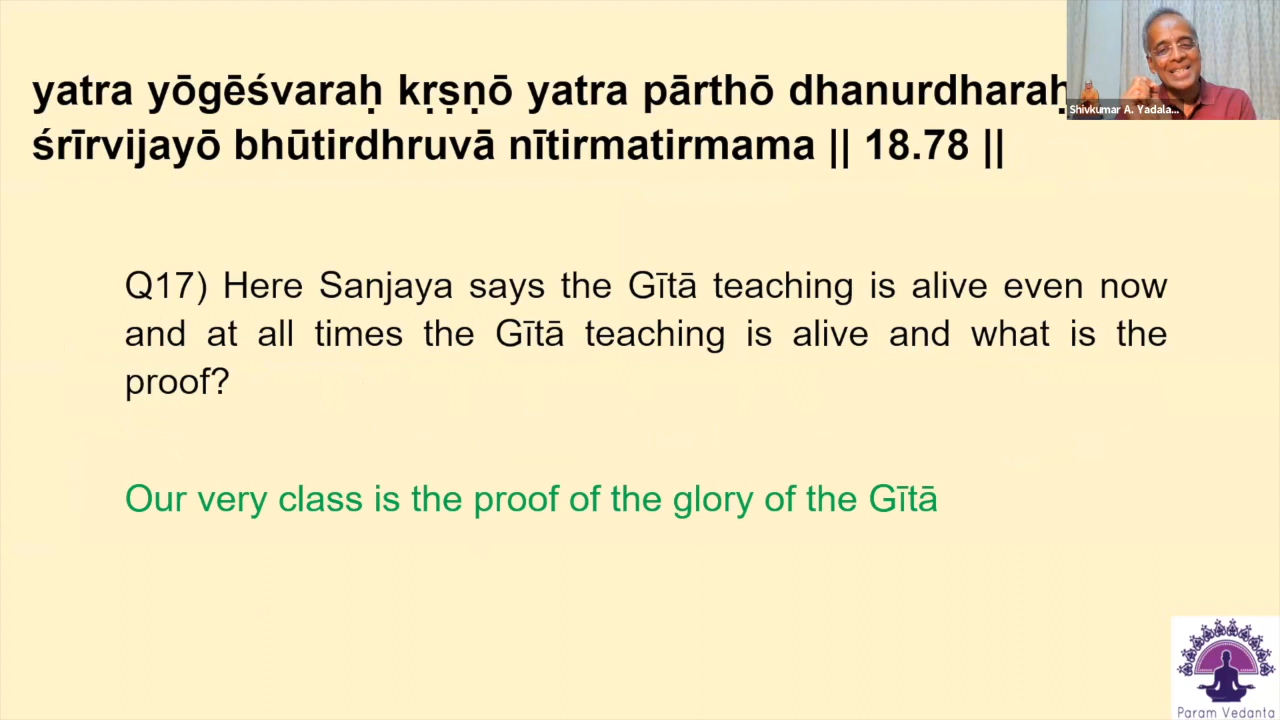 yatra yōgēśvaraḥ kṛṣṇō yatra pārthō dhanurdharaḥ
śrīrvijayō bhūtirdhruvā nītirmatirmama || 18.78 ||
Shivkumar A. Yadala...
Q17) Here Sanjaya says the Gītā teaching is alive even now
and at all times the Gītā teaching is alive and what is the
proof?
Our very class is the proof of the glory of the Gītā
Param Vedanta